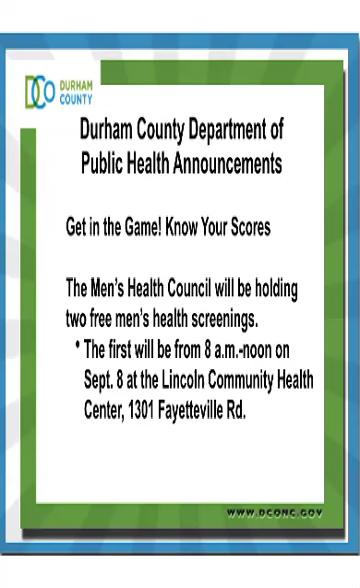 DCO DURHAM
COUNTY
Durham County Department of
Public Health Announcements
Get in the Game! Know Your Scores
The Men's Health Council will be holding
two free men's health screenings.
• The first will be from 8 a.m.-noon on
Sept. 8 at the Lincoln Community Health
Center, 1301 Fayetteville Rd.
WWW.DCONC.GOV